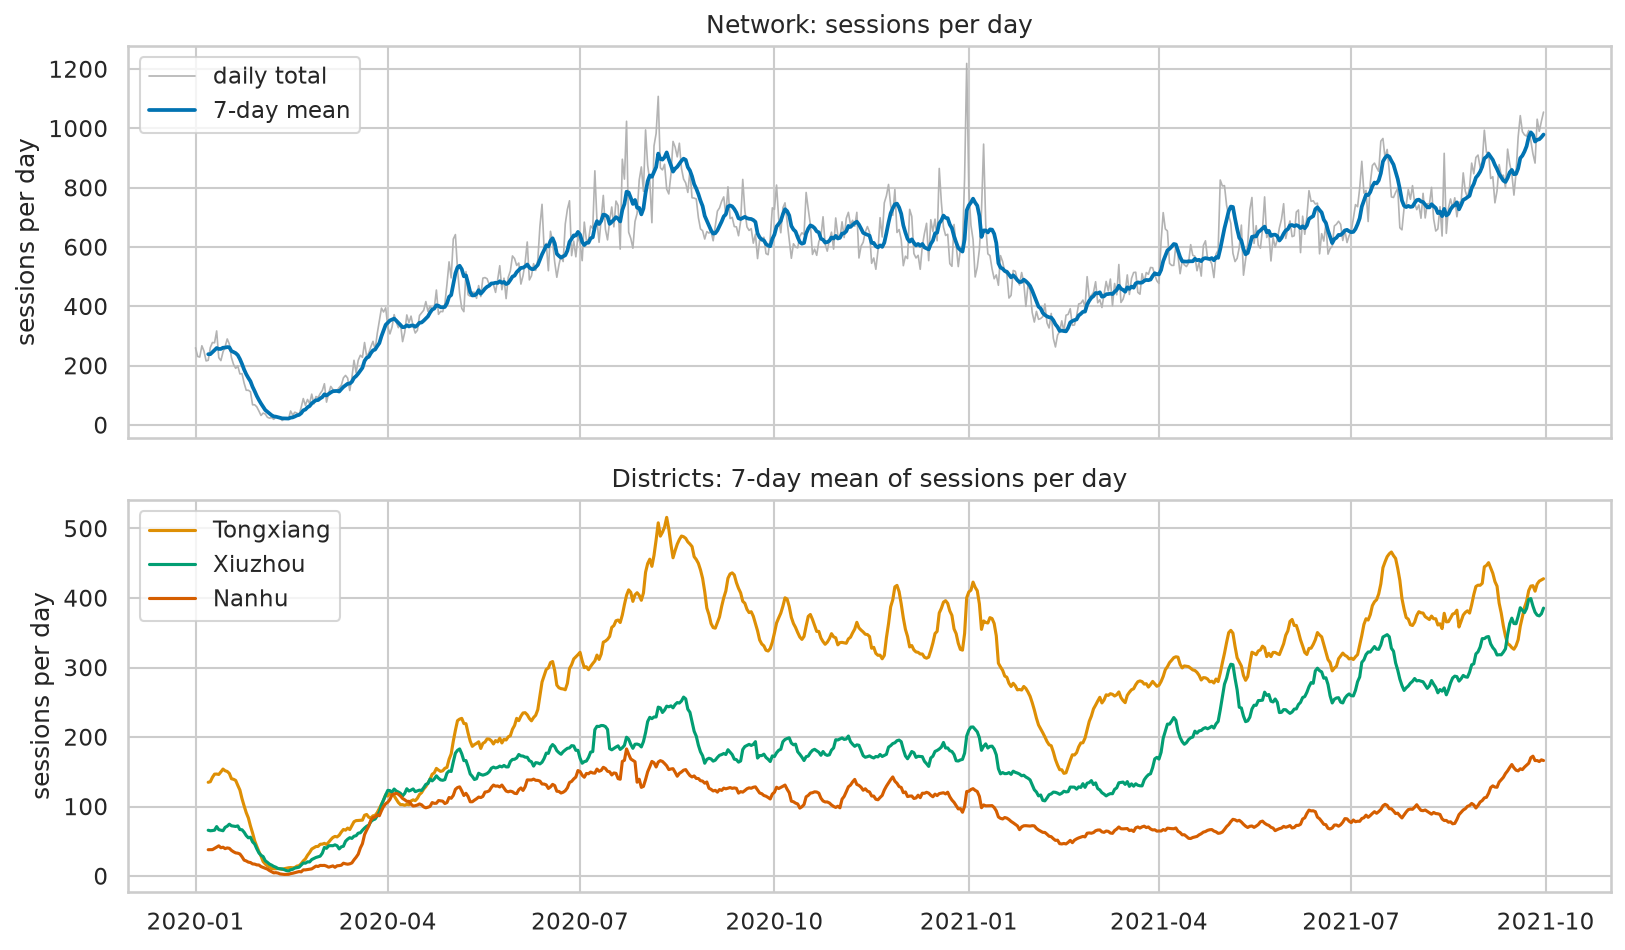 Network: sessions per day
sessions per day
1200
1000
800
600
400
200
0
daily total
7-day mean
Districts: 7-day mean of sessions per day
sessions per day
500
400
300
200
100
0
Tongxiang
Xiuzhou
Nanhu
2020-01
2020-04
2020-07
2020-10
2021-01
2021-04
2021-07
2021-10